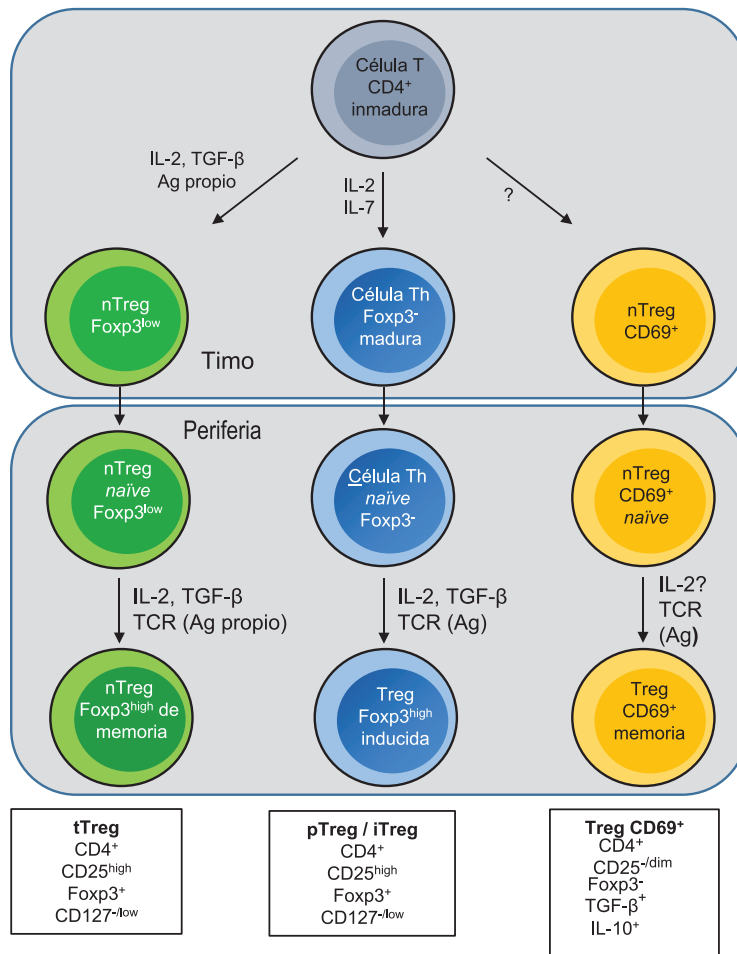 Célula T
CD4⁺
inmadura
IL-2, TGF-β
Ag propio
IL-2
IL-7
?
nTreg
Foxp3ˡᵒʷ
Célula Th
Foxp3⁻
madura
nTreg
CD69⁺
Timo
Periferia
nTreg
naïve
Foxp3ˡᵒʷ
Célula Th
naïve
Foxp3⁻
nTreg
CD69⁺
naïve
IL-2, TGF-β
TCR (Ag propio)
IL-2, TGF-β
TCR (Ag)
IL-2?
TCR
(Ag)
nTreg
Foxp3ʰⁱᵍʰ de
memoria
Treg
Foxp3ʰⁱᵍʰ
inducida
Treg
CD69⁺
memoria
tTreg
CD4⁺
CD25ʰⁱᵍʰ
Foxp3⁺
CD127⁻/ˡᵒʷ
pTreg / iTreg
CD4⁺
CD25ʰⁱᵍʰ
Foxp3⁺
CD127⁻/ˡᵒʷ
Treg CD69⁺
CD4⁺
CD25⁻/ᵈⁱᵐ
Foxp3⁻
TGF-β⁺
IL-10⁺